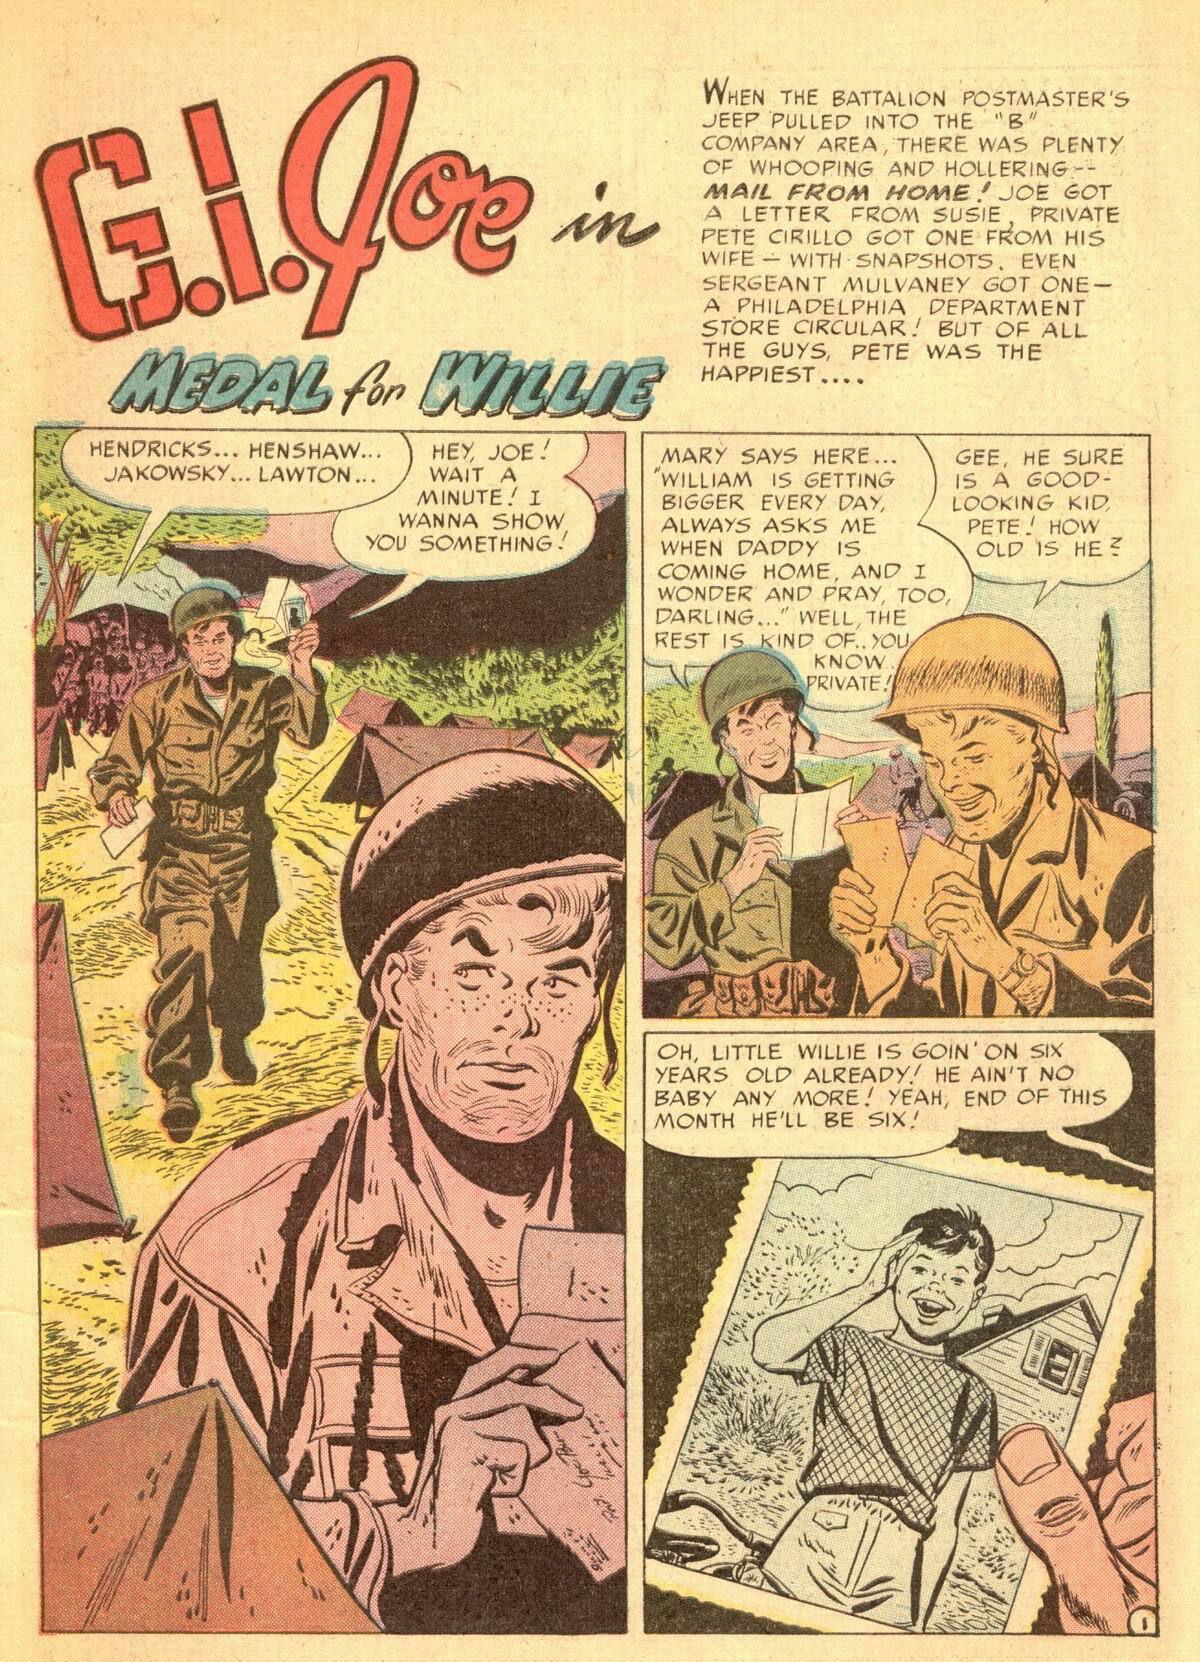 G.I. Joe in
MEDAL for WILLIE
WHEN THE BATTALION POSTMASTER'S
JEEP PULLED INTO THE "B"
COMPANY AREA, THERE WAS PLENTY
OF WHOOPING AND HOLLERING--
MAIL FROM HOME! JOE GOT
A LETTER FROM SUSIE, PRIVATE
PETE CIRILLO GOT ONE FROM HIS
WIFE — WITH SNAPSHOTS. EVEN
SERGEANT MULVANEY GOT ONE—
A PHILADELPHIA DEPARTMENT
STORE CIRCULAR! BUT OF ALL
THE GUYS, PETE WAS THE
HAPPIEST....
HENDRICKS... HENSHAW...
JAKOWSKY... LAWTON...
HEY, JOE!
WAIT A
MINUTE! I
WANNA SHOW
YOU SOMETHING!
MARY SAYS HERE...
"WILLIAM IS GETTING
BIGGER EVERY DAY,
ALWAYS ASKS ME
WHEN DADDY IS
COMING HOME, AND I
WONDER AND PRAY, TOO,
DARLING..." WELL, THE
REST IS KIND OF..YOU
KNOW..
PRIVATE!
GEE, HE SURE
IS A GOOD-
LOOKING KID,
PETE! HOW
OLD IS HE?
OH, LITTLE WILLIE IS GOIN' ON SIX
YEARS OLD ALREADY! HE AIN'T NO
BABY ANY MORE! YEAH, END OF THIS
MONTH HE'LL BE SIX!
1